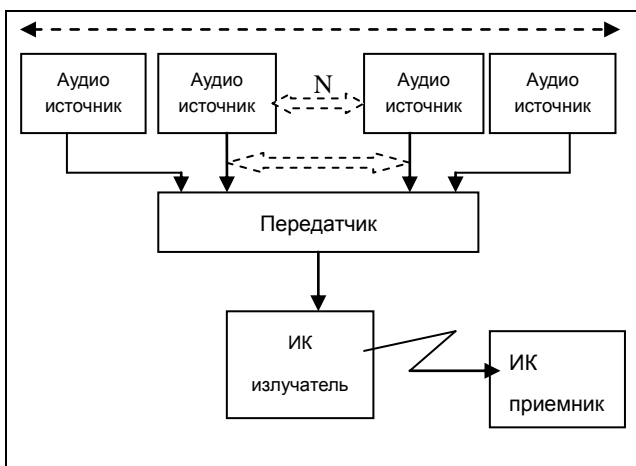 Аудио
источник
Аудио
источник
N
Аудио
источник
Аудио
источник
Передатчик
ИК
излучатель
ИК
приемник